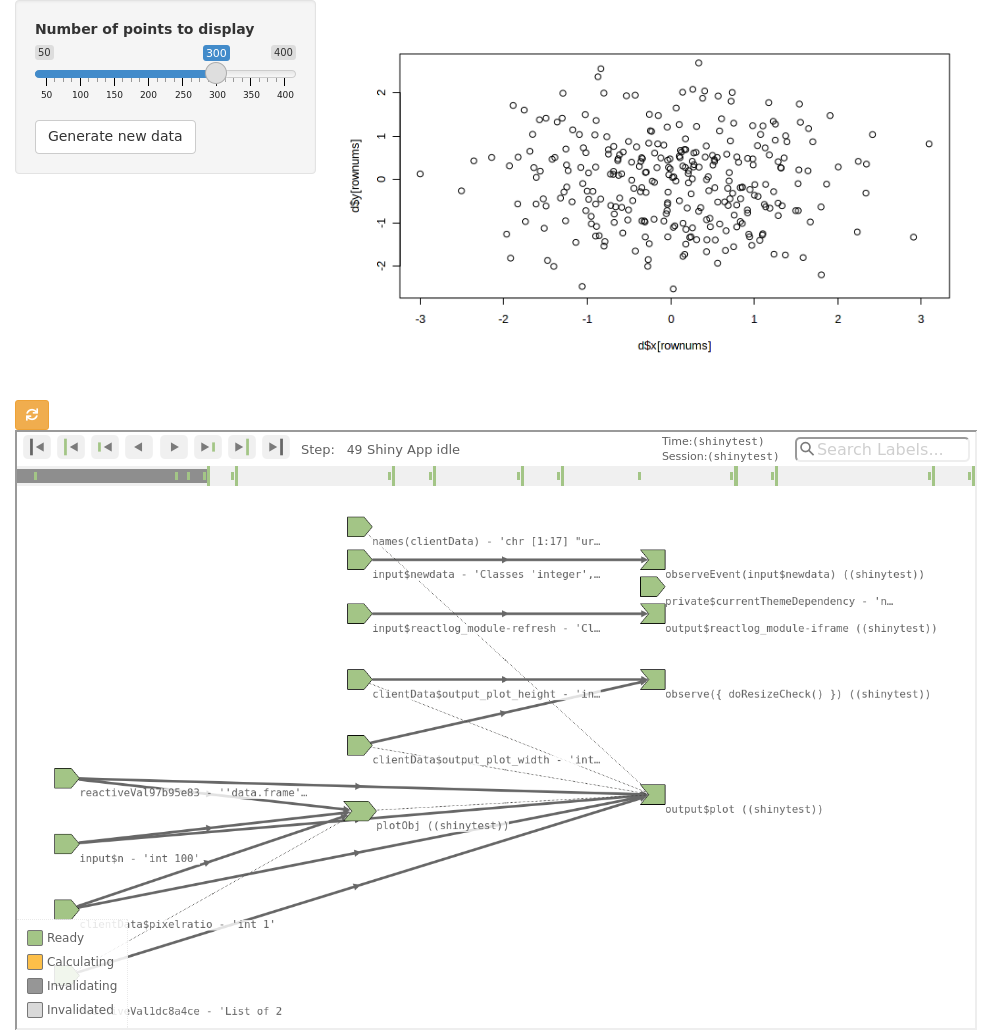 Number of points to display
50 300 400
50 100 150 200 250 300 350 400
Generate new data
2
1
0
-1
-2
d$y[rownums]
-3 -2 -1 0 1 2 3
d$x[rownums]
Step: 49 Shiny App idle
Time:(shinytest)
Session:(shinytest)
Search Labels…
names(clientData) - 'chr [1:17] "ur…
input$newdata - 'Classes 'integer',…
observeEvent(input$newdata) ((shinytest))
private$currentThemeDependency - 'n…
input$reactlog_module-refresh - 'Cl…
output$reactlog_module-iframe ((shinytest))
clientData$output_plot_height - 'in…
observe({ doResizeCheck() }) ((shinytest))
clientData$output_plot_width - 'int…
reactiveVal97b95e83 - ''data.frame'…
output$plot ((shinytest))
plotObj ((shinytest))
input$n - 'int 100'
clientData$pixelratio - 'int 1'
Ready
Calculating
Invalidating
Invalidated
veVal1dc8a4ce - 'List of 2